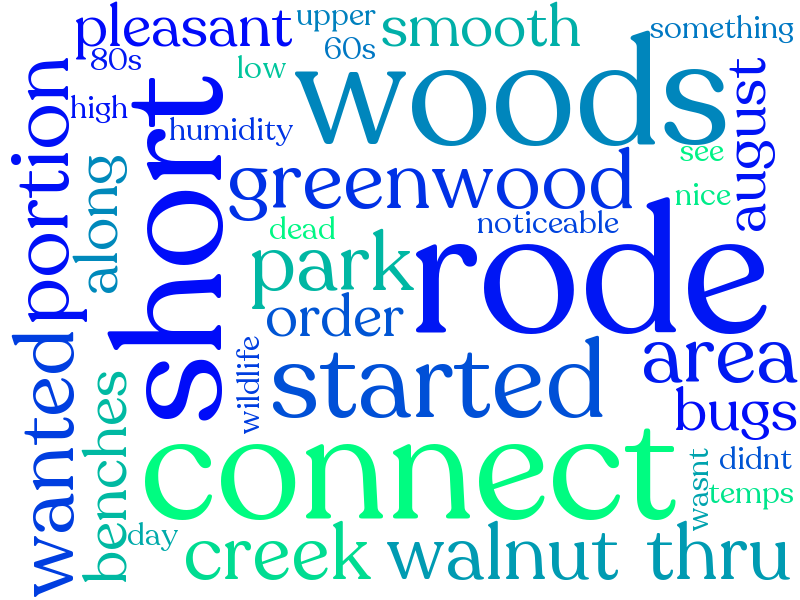 pleasant
upper
smooth
something
80s
60s
low
woods
high
humidity
short
portion
along
august
see
nice
greenwood
noticeable
dead
park
rode
order
started
area
wildlife
bugs
wanted
benches
connect
wasnt
didnt
temps
day
creek
walnut
thru